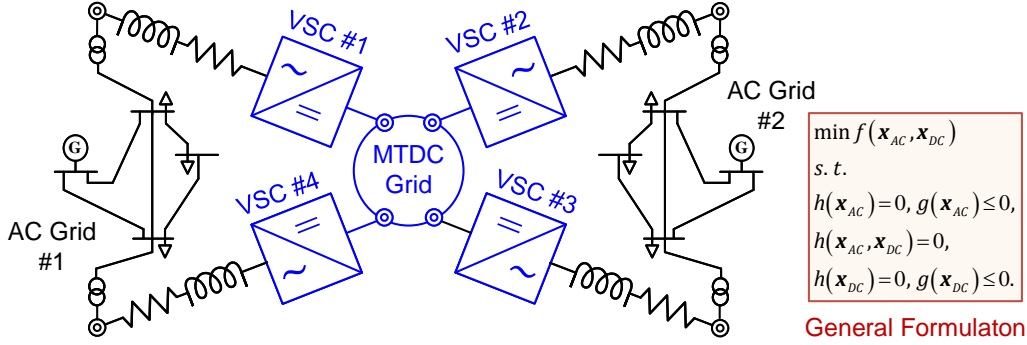 VSC #1
VSC #2
AC Grid
#2
G
G
MTDC
Grid
VSC #4
VSC #3
AC Grid
#1
min f(x_AC, x_DC)
s. t.
h(x_AC)=0, g(x_AC)≤0,
h(x_AC, x_DC)=0,
h(x_DC)=0, g(x_DC)≤0.
General Formulaton